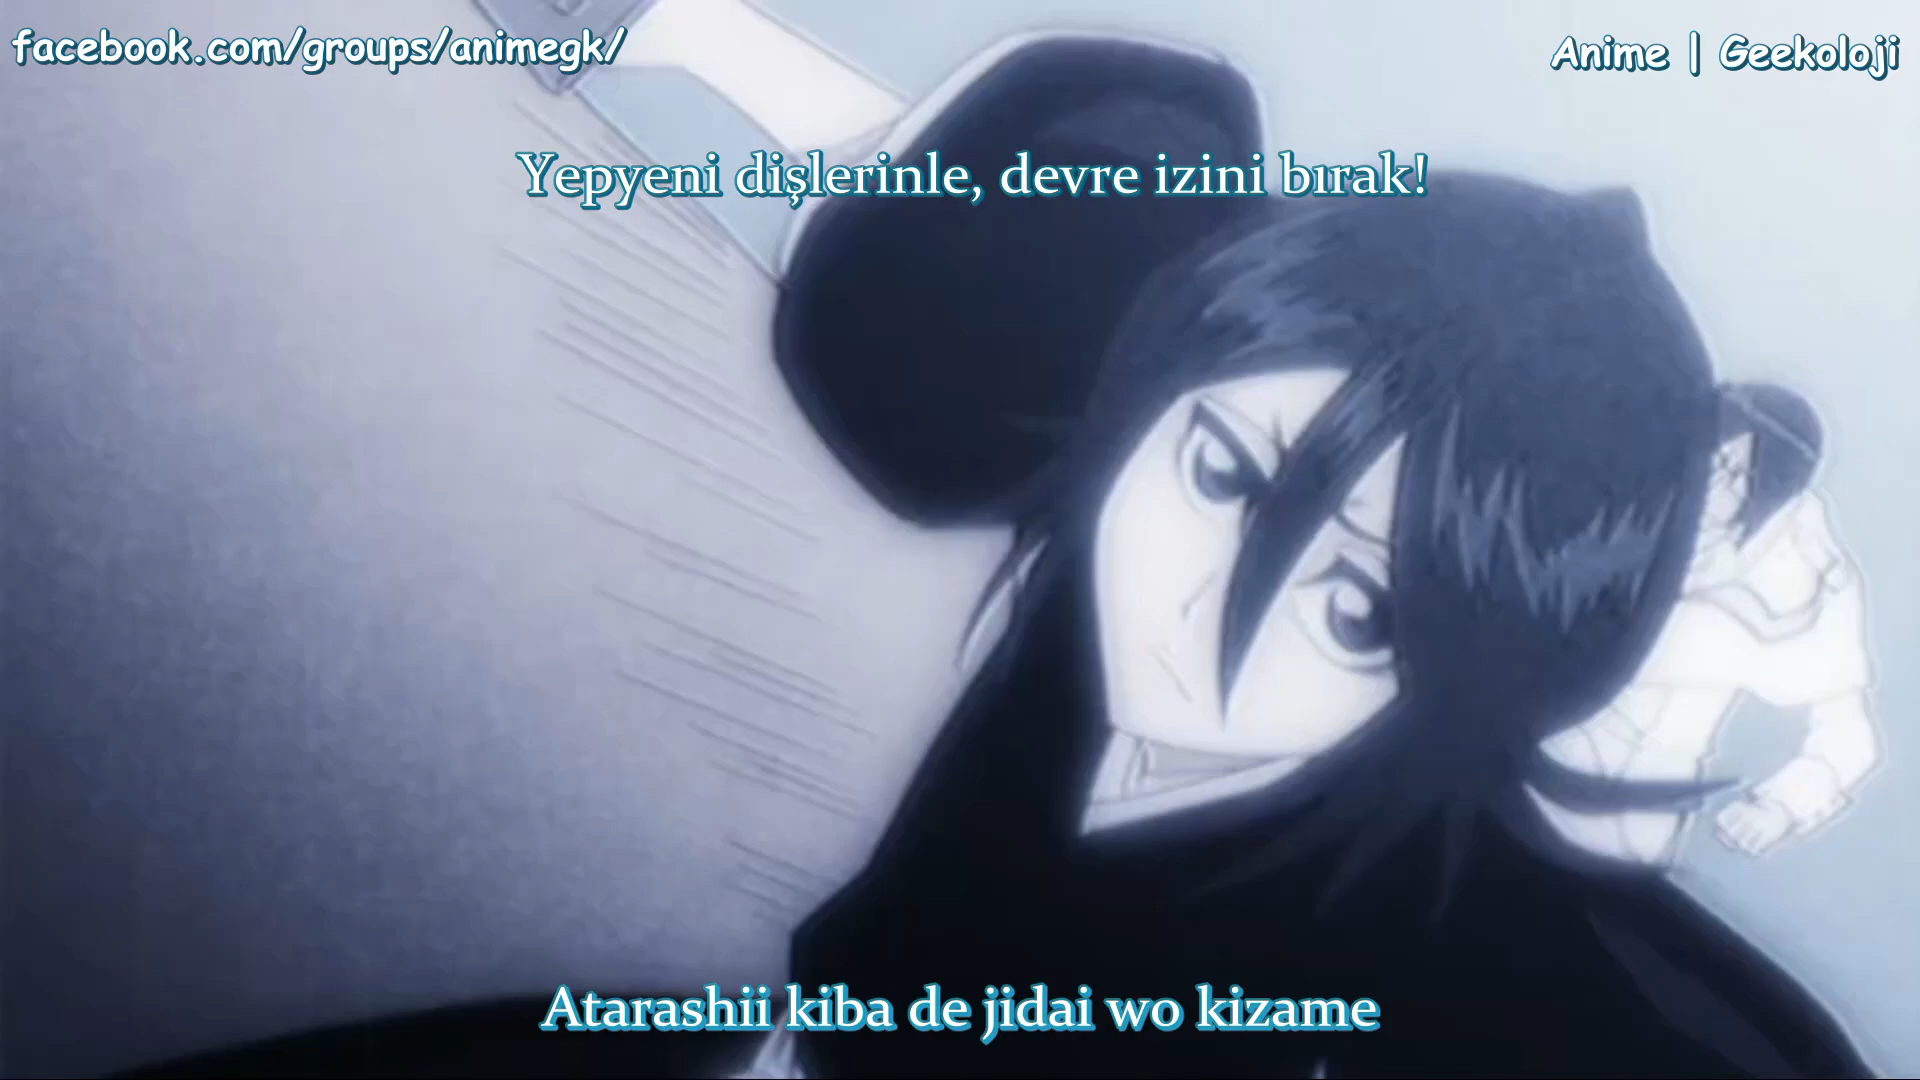 facebook.com/groups/animegk/
Anime | Geekoloji
Yepyeni dişlerinle, devre izini bırak!
Atarashii kiba de jidai wo kizame